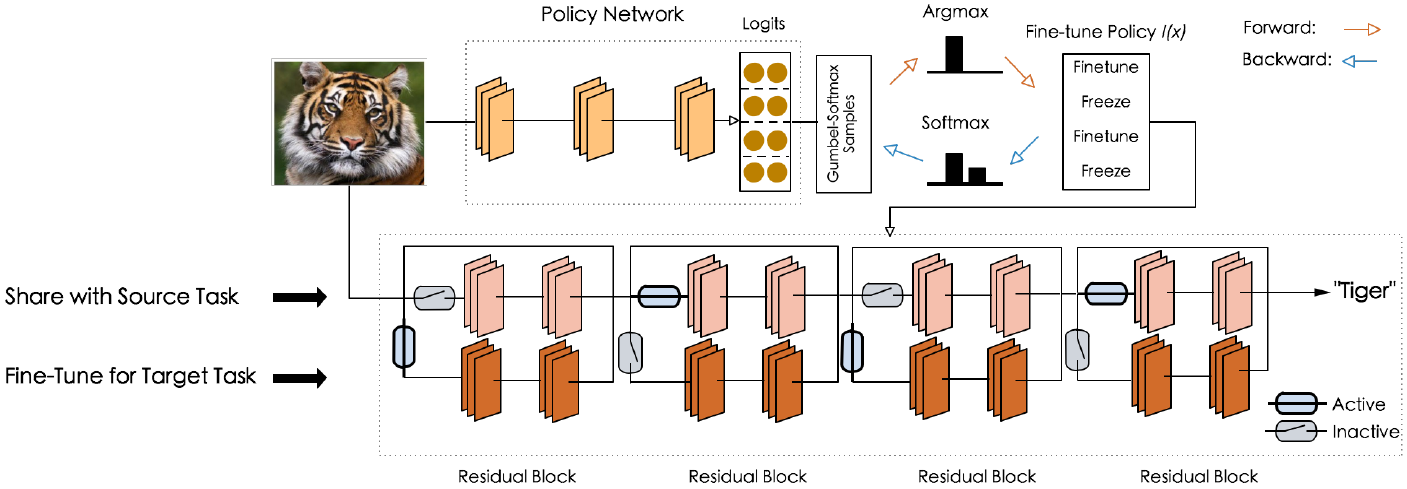 Policy Network
Logits
Argmax
Fine-tune Policy I(x)
Forward:
Backward:
Gumbel-Softmax
Samples
Softmax
Finetune
Freeze
Finetune
Freeze
Share with Source Task
"Tiger"
Fine-Tune for Target Task
Active
Inactive
Residual Block
Residual Block
Residual Block
Residual Block